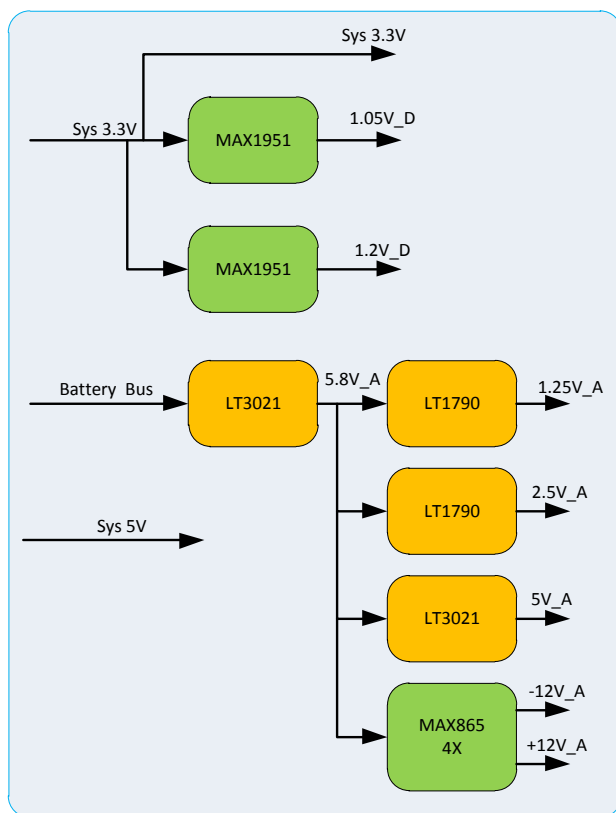 Sys 3.3V
Sys 3.3V
MAX1951
1.05V_D
MAX1951
1.2V_D
Battery Bus
LT3021
5.8V_A
LT1790
1.25V_A
LT1790
2.5V_A
Sys 5V
LT3021
5V_A
MAX865
4X
-12V_A
+12V_A